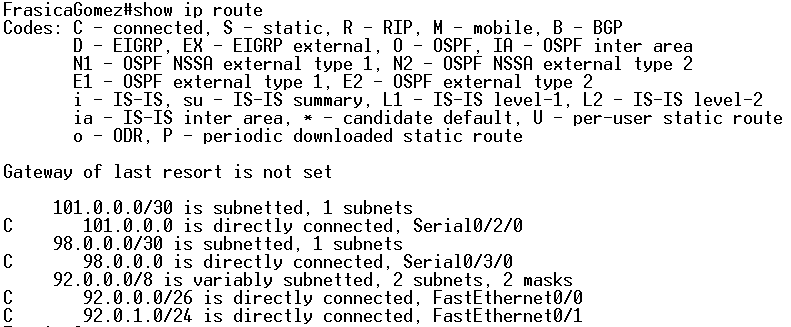 FrasicaGomez#show ip route
Codes: C - connected, S - static, R - RIP, M - mobile, B - BGP
D - EIGRP, EX - EIGRP external, O - OSPF, IA - OSPF inter area
N1 - OSPF NSSA external type 1, N2 - OSPF NSSA external type 2
E1 - OSPF external type 1, E2 - OSPF external type 2
i - IS-IS, su - IS-IS summary, L1 - IS-IS level-1, L2 - IS-IS level-2
ia - IS-IS inter area, * - candidate default, U - per-user static route
o - ODR, P - periodic downloaded static route
Gateway of last resort is not set
101.0.0.0/30 is subnetted, 1 subnets
C 101.0.0.0 is directly connected, Serial0/2/0
98.0.0.0/30 is subnetted, 1 subnets
C 98.0.0.0 is directly connected, Serial0/3/0
92.0.0.0/8 is variably subnetted, 2 subnets, 2 masks
C 92.0.0.0/26 is directly connected, FastEthernet0/0
C 92.0.1.0/24 is directly connected, FastEthernet0/1